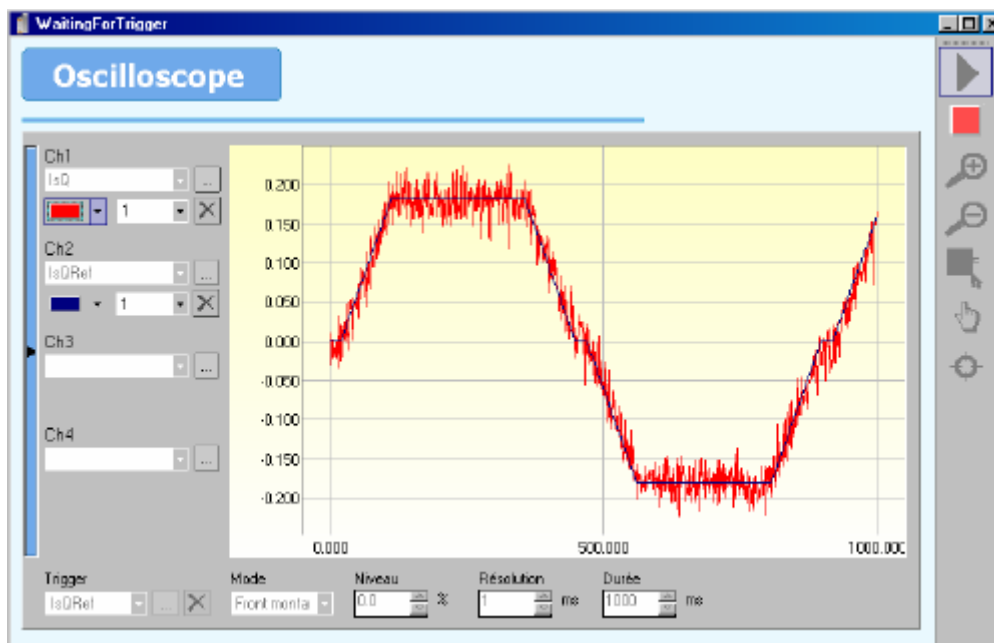 WaitingForTrigger
Oscilloscope
Ch1
IsQ
...
1
Ch2
IsQRef
...
1
Ch3
...
Ch4
...
0.200
0.150
0.100
0.050
0.000
-0.050
-0.100
-0.150
-0.200
0.000 500.000 1000.000
Trigger Mode Niveau Résolution Durée
IsQRef ... Front monta 0.0 % 1 ms 1000 ms